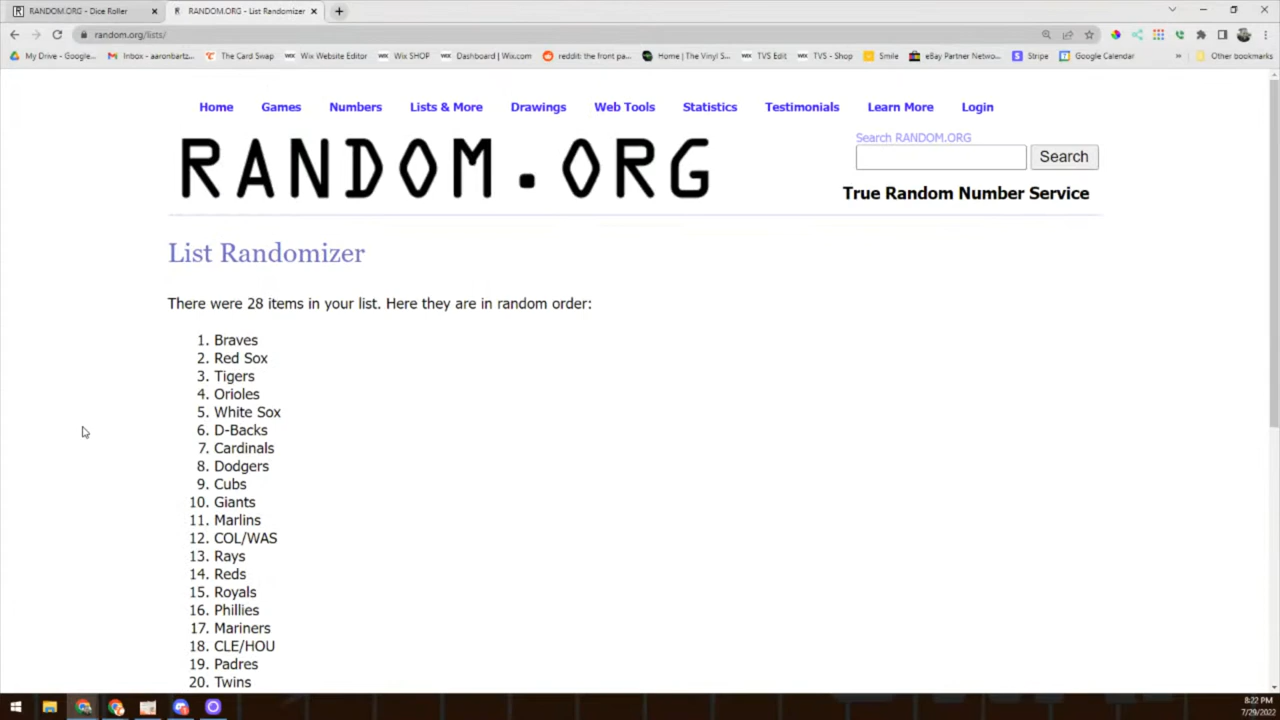 RANDOM.ORG - Dice Roller
RANDOM.ORG - List Randomizer
random.org/lists/
My Drive - Google...
Inbox - aaronbartz...
The Card Swap
Wix Website Editor
Wix SHOP
Dashboard | Wix.com
reddit: the front pa...
Home | The Vinyl S...
TVS Edit
TVS - Shop
Smile
eBay Partner Netwo...
Stripe
Google Calendar
Other bookmarks
Home Games Numbers Lists & More Drawings Web Tools Statistics Testimonials Learn More Login
RANDOM.ORG
Search RANDOM.ORG
Search
True Random Number Service
List Randomizer
There were 28 items in your list. Here they are in random order:
1. Braves
2. Red Sox
3. Tigers
4. Orioles
5. White Sox
6. D-Backs
7. Cardinals
8. Dodgers
9. Cubs
10. Giants
11. Marlins
12. COL/WAS
13. Rays
14. Reds
15. Royals
16. Phillies
17. Mariners
18. CLE/HOU
19. Padres
20. Twins
8:22 PM
7/29/2022